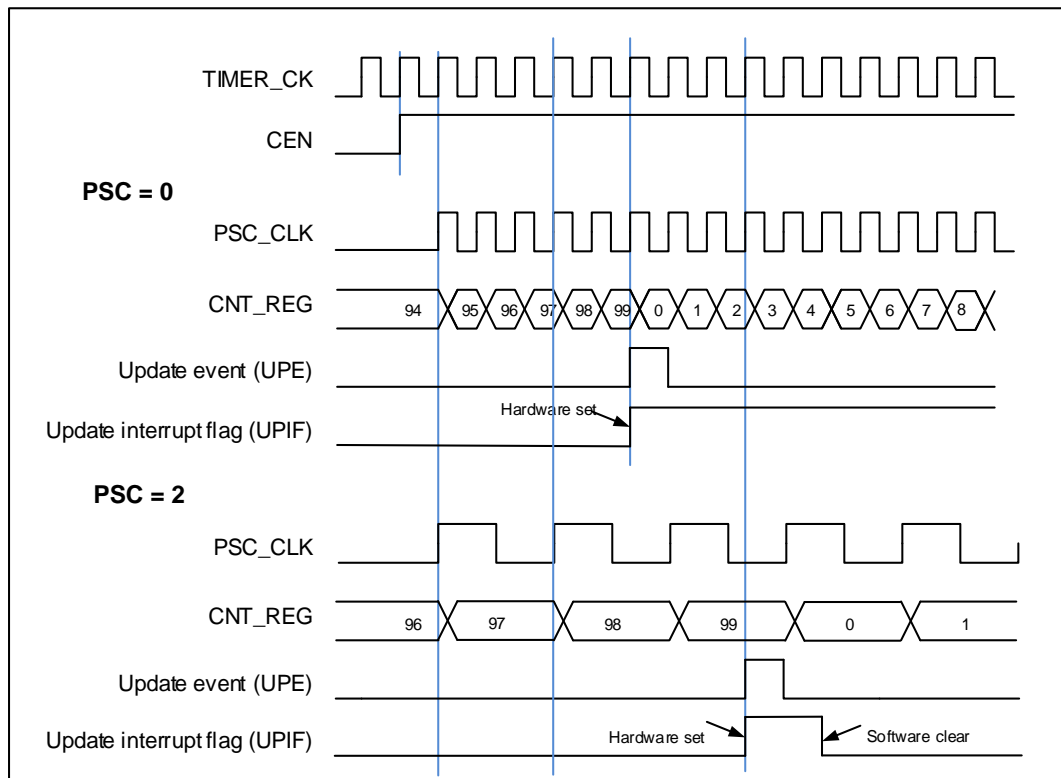 TIMER_CK
CEN
PSC = 0
PSC_CLK
CNT_REG 94 95 96 97 98 99 0 1 2 3 4 5 6 7 8
Update event (UPE)
Hardware set
Update interrupt flag (UPIF)
PSC = 2
PSC_CLK
CNT_REG 96 97 98 99 0 1
Update event (UPE)
Update interrupt flag (UPIF) Hardware set Software clear